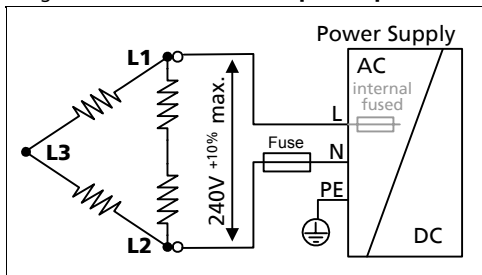 Power Supply
L1
AC
internal
fused
L
L3
240V +10% max.
Fuse
N
PE
L2
DC